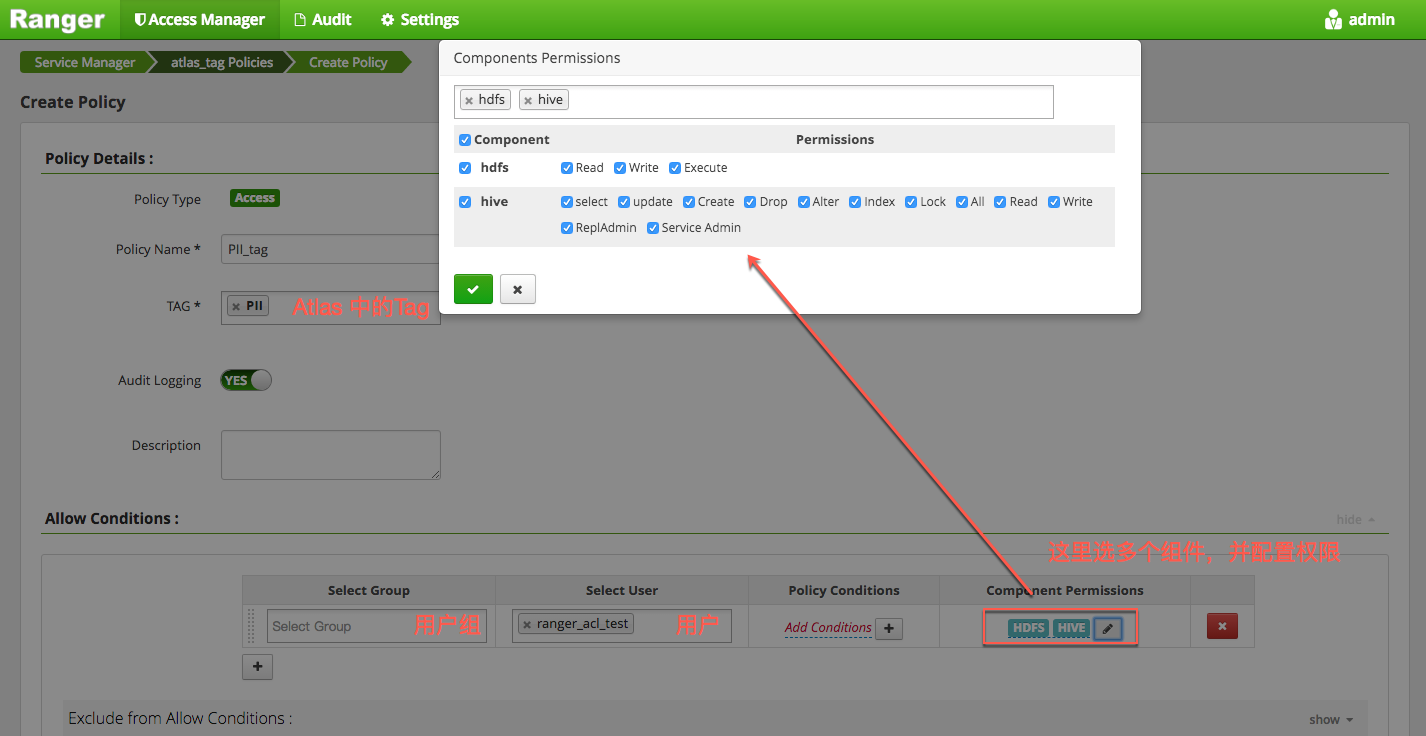 Ranger Access Manager Audit Settings admin
Service Manager atlas_tag Policies Create Policy
Create Policy
Components Permissions
hdfs hive
Component Permissions
hdfs Read Write Execute
hive select update Create Drop Alter Index Lock All Read Write
ReplAdmin Service Admin
Policy Details :
Policy Type Access
Policy Name * PII_tag
TAG * PII Atlas 中的Tag
Audit Logging YES
Description
Allow Conditions : hide
这里选多个组件，并配置权限
Select Group Select User Policy Conditions Component Permissions
Select Group 用户组 ranger_acl_test 用户 Add Conditions + HDFS HIVE
+
Exclude from Allow Conditions : show